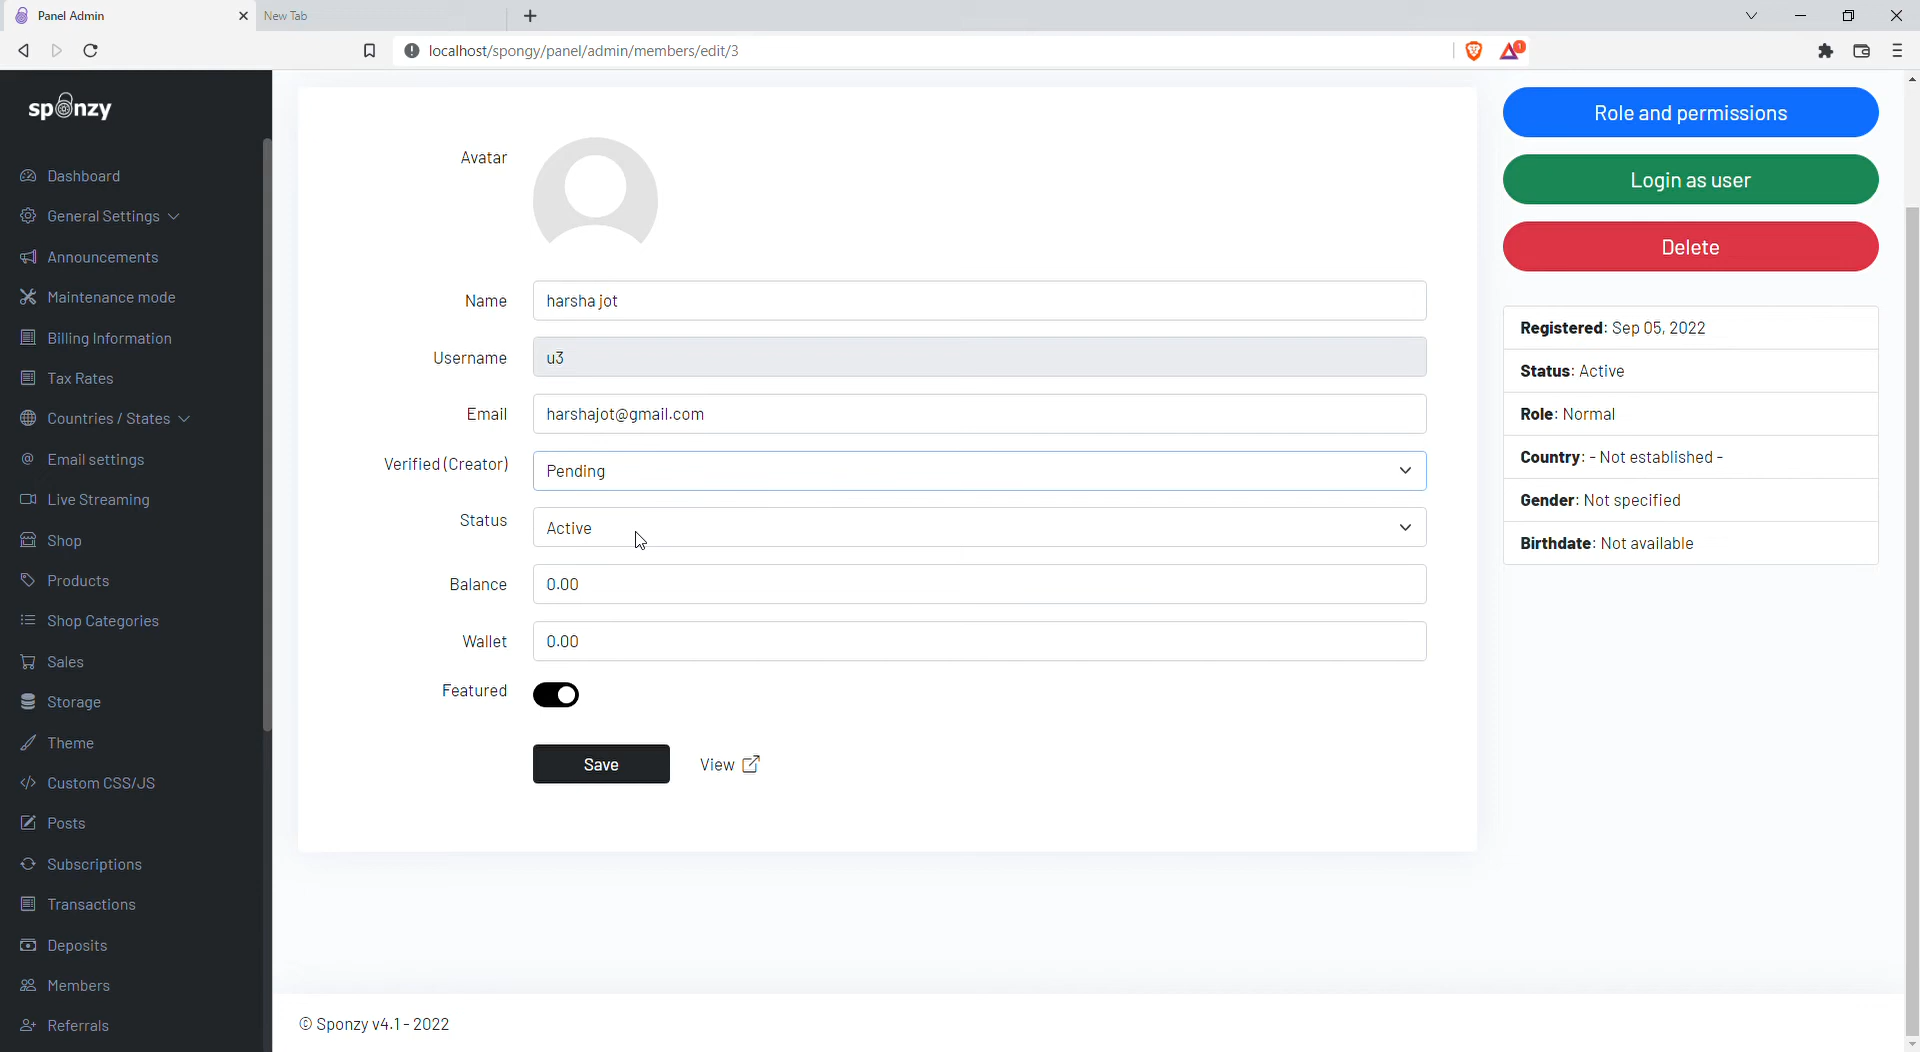 Panel Admin
New Tab
localhost/spongy/panel/admin/members/edit/3
1
sponzy
Dashboard
General Settings
Announcements
Maintenance mode
Billing Information
Tax Rates
Countries / States
Email settings
Live Streaming
Shop
Products
Shop Categories
Sales
Storage
Theme
Custom CSS/JS
Posts
Subscriptions
Transactions
Deposits
Members
Referrals
Avatar
Name harsha jot
Username u3
Email harshajot@gmail.com
Verified (Creator) Pending
Status Active
Balance 0.00
Wallet 0.00
Featured
Save View
Role and permissions
Login as user
Delete
Registered: Sep 05, 2022
Status: Active
Role: Normal
Country: - Not established -
Gender: Not specified
Birthdate: Not available
© Sponzy v4.1 - 2022